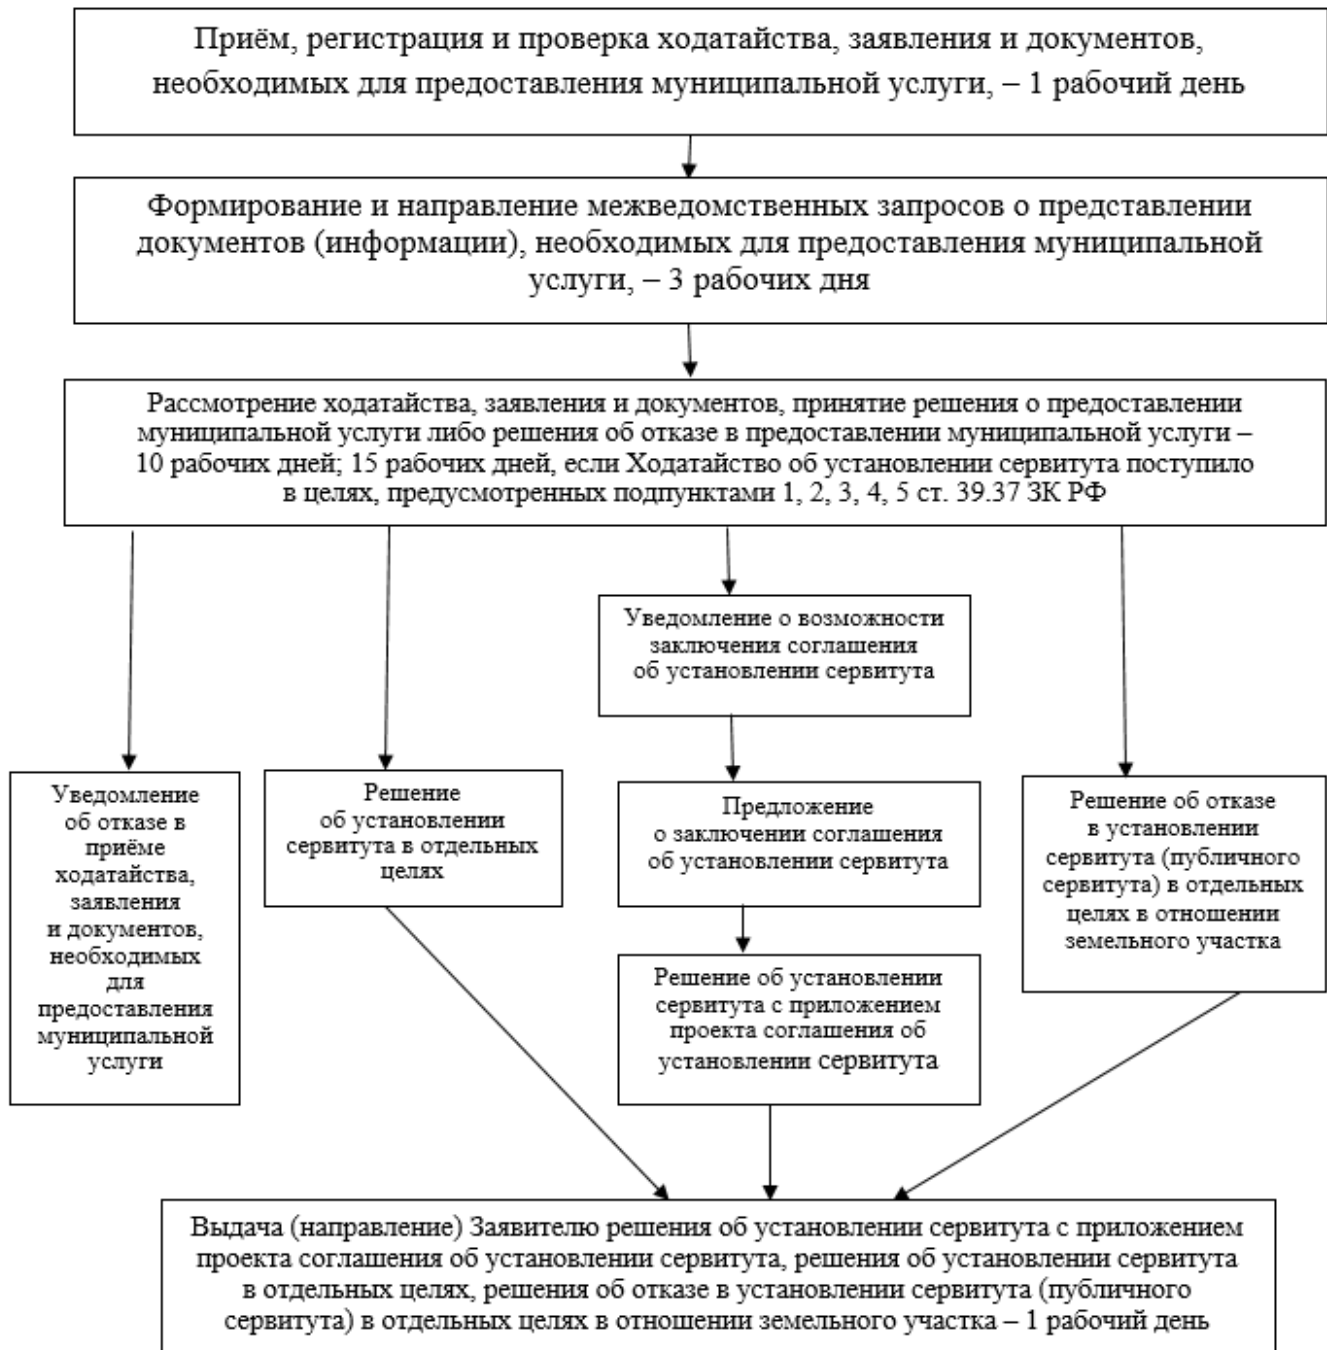 Приём, регистрация и проверка ходатайства, заявления и документов,
необходимых для предоставления муниципальной услуги, – 1 рабочий день
Формирование и направление межведомственных запросов о представлении
документов (информации), необходимых для предоставления муниципальной
услуги, – 3 рабочих дня
Рассмотрение ходатайства, заявления и документов, принятие решения о предоставлении
муниципальной услуги либо решения об отказе в предоставлении муниципальной услуги –
10 рабочих дней; 15 рабочих дней, если Ходатайство об установлении сервитута поступило
в целях, предусмотренных подпунктами 1, 2, 3, 4, 5 ст. 39.37 ЗК РФ
Уведомление
об отказе в
приёме
ходатайства,
заявления
и документов,
необходимых
для
предоставления
муниципальной
услуги
Решение
об установлении
сервитута в отдельных
целях
Уведомление о возможности
заключения соглашения
об установлении сервитута
Предложение
о заключении соглашения
об установлении сервитута
Решение об установлении
сервитута с приложением
проекта соглашения об
установлении сервитута
Решение об отказе
в установлении
сервитута (публичного
сервитута) в отдельных
целях в отношении
земельного участка
Выдача (направление) Заявителю решения об установлении сервитута с приложением
проекта соглашения об установлении сервитута, решения об установлении сервитута
в отдельных целях, решения об отказе в установлении сервитута (публичного
сервитута) в отдельных целях в отношении земельного участка – 1 рабочий день